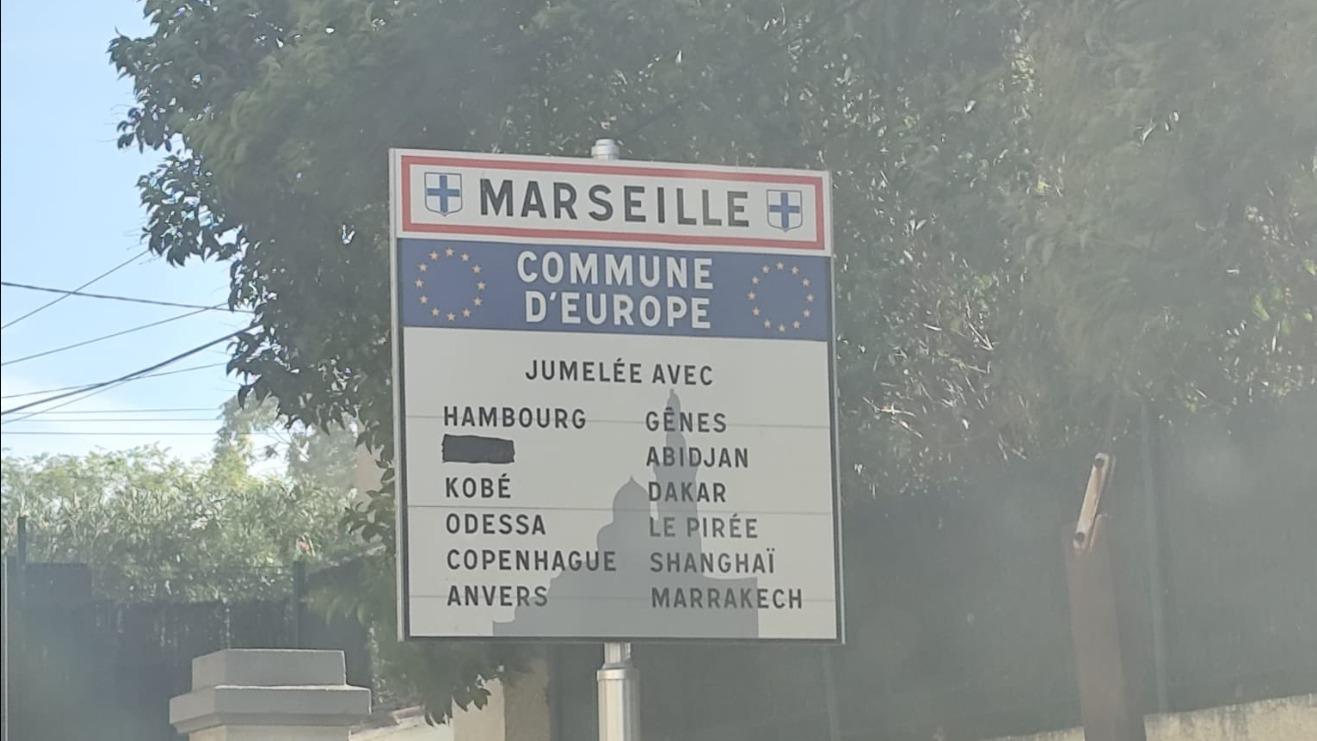 MARSEILLE
COMMUNE
D'EUROPE
JUMELÉE AVEC
HAMBOURG
KOBÉ
ODESSA
COPENHAGUE
ANVERS
GÊNES
ABIDJAN
DAKAR
LE PIRÉE
SHANGHAÏ
MARRAKECH